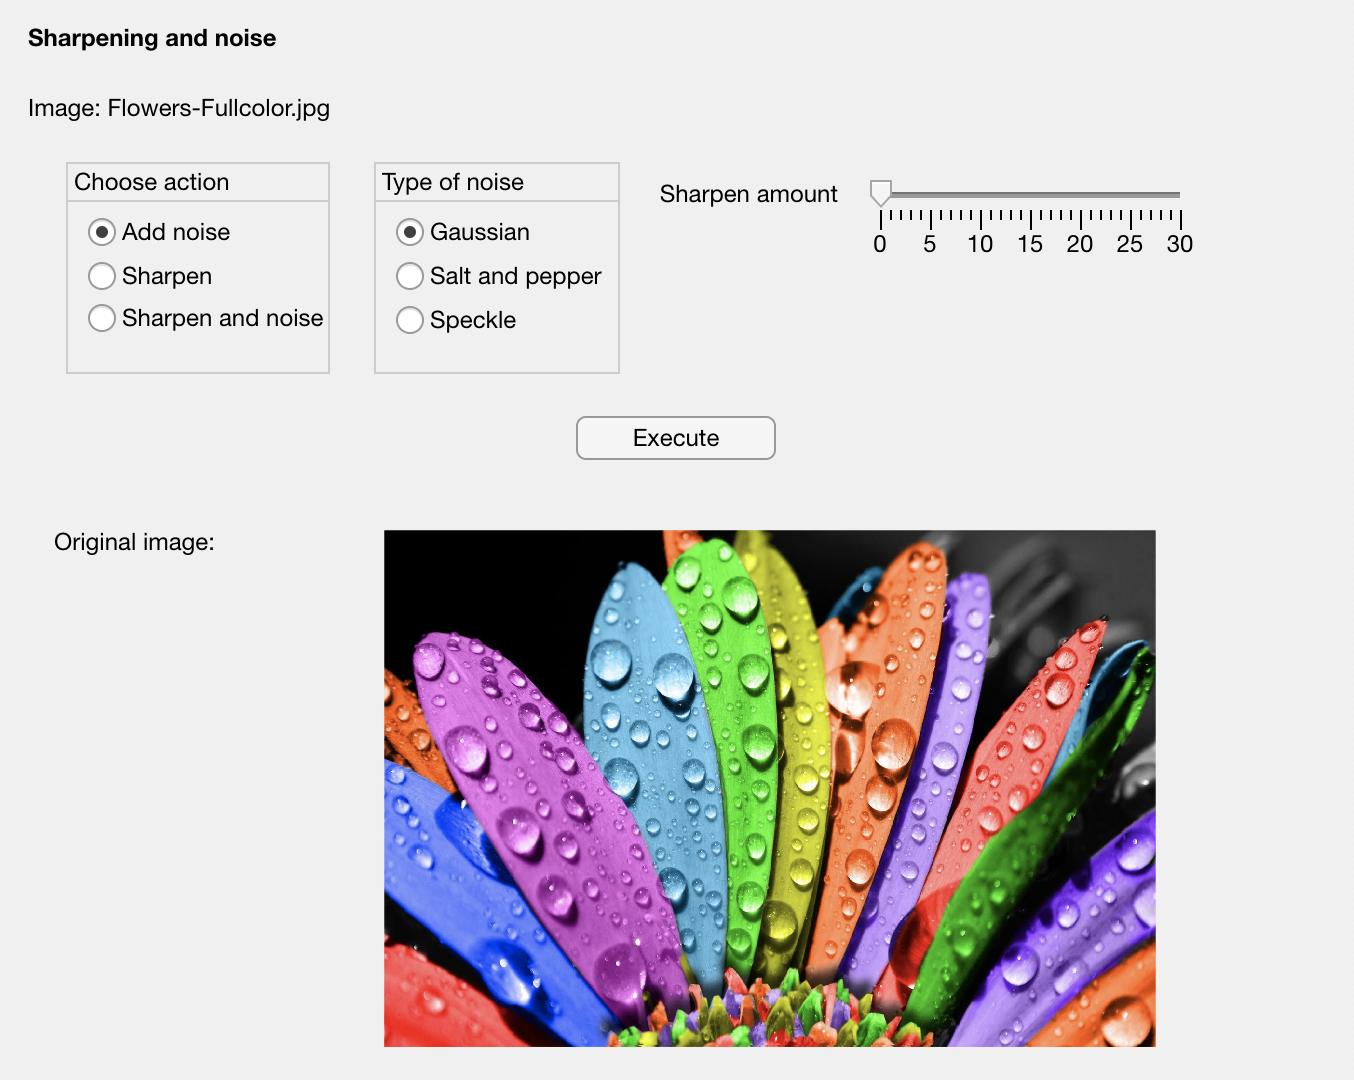 Sharpening and noise
Image: Flowers-Fullcolor.jpg
Choose action
Add noise
Sharpen
Sharpen and noise
Type of noise
Gaussian
Salt and pepper
Speckle
Sharpen amount
0 5 10 15 20 25 30
Execute
Original image: